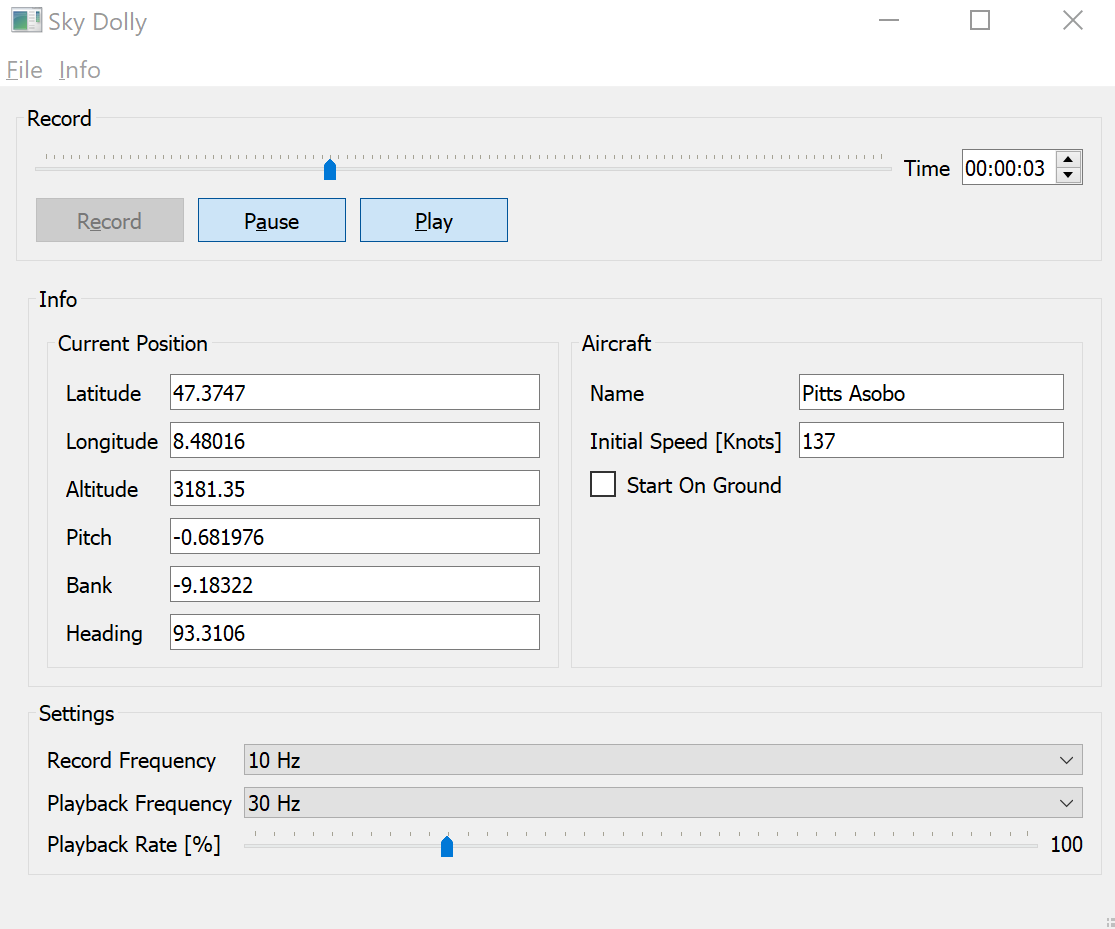 Sky Dolly
File Info
Record
Time 00:00:03
Record Pause Play
Info
Current Position
Latitude 47.3747
Longitude 8.48016
Altitude 3181.35
Pitch -0.681976
Bank -9.18322
Heading 93.3106
Aircraft
Name Pitts Asobo
Initial Speed [Knots] 137
Start On Ground
Settings
Record Frequency 10 Hz
Playback Frequency 30 Hz
Playback Rate [%] 100